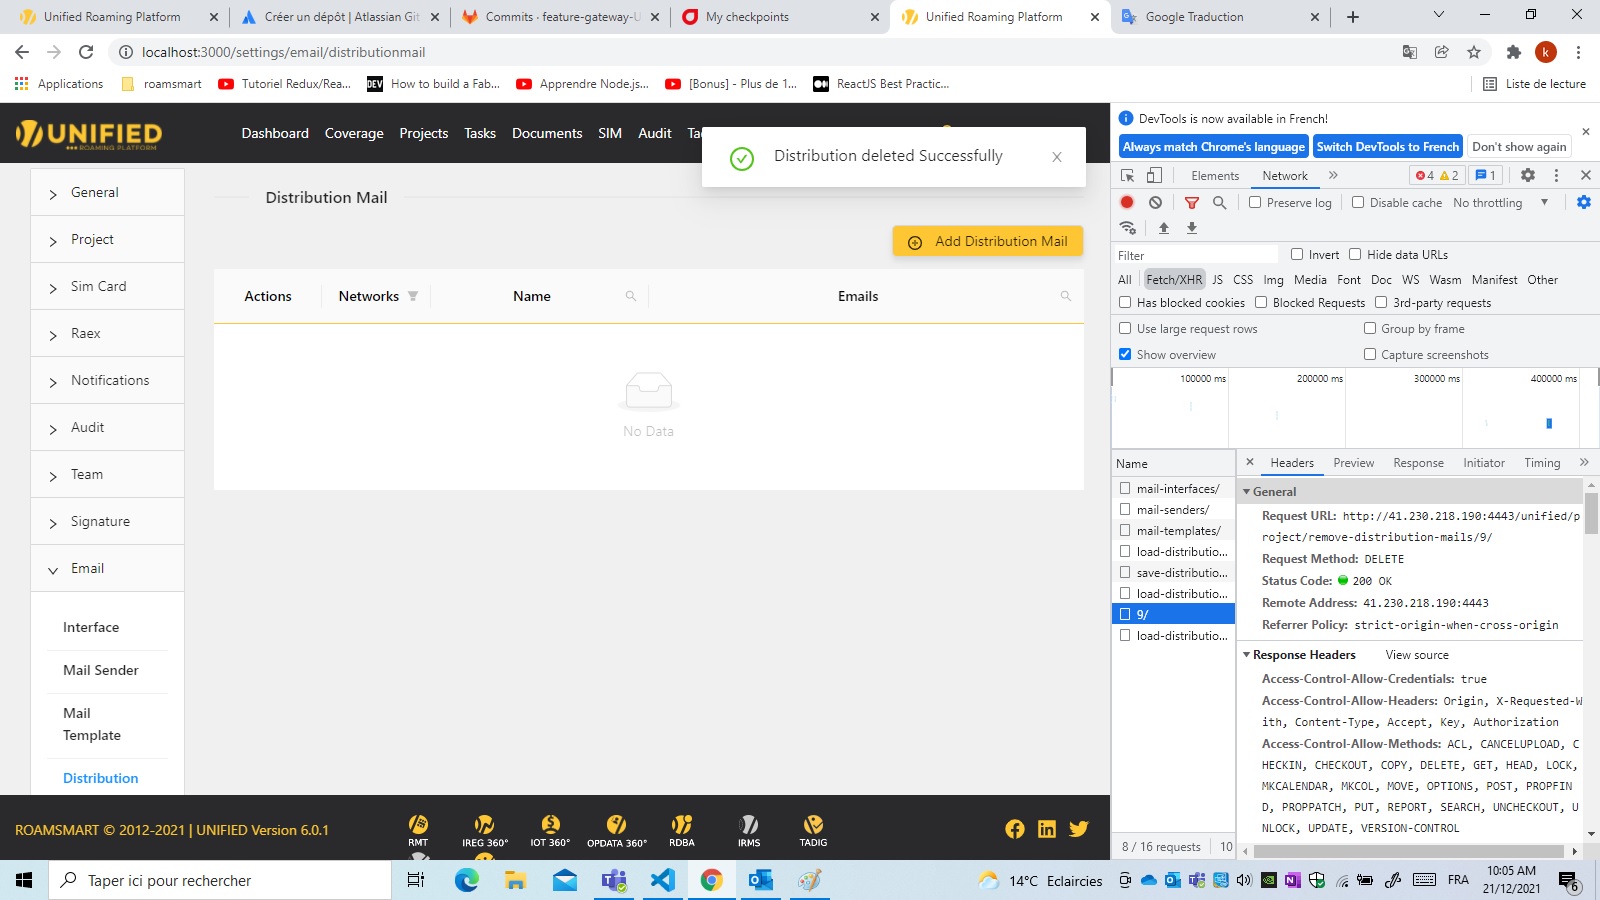 Unified Roaming Platform
Créer un dépôt | Atlassian Git
Commits · feature-gateway-U
My checkpoints
Unified Roaming Platform
Google Traduction
localhost:3000/settings/email/distributionmail
k
Applications
roamsmart
Tutoriel Redux/Rea...
DEV
How to build a Fab...
Apprendre Node.js...
[Bonus] - Plus de 1...
ReactJS Best Practic...
Liste de lecture
UNIFIED
ROAMING PLATFORM
Dashboard Coverage Projects Tasks Documents SIM Audit Ta
Distribution deleted Successfully
General
Project
Sim Card
Raex
Notifications
Audit
Team
Signature
Email
Interface
Mail Sender
Mail
Template
Distribution
Distribution Mail
Add Distribution Mail
Actions Networks Name Emails
No Data
ROAMSMART © 2012-2021 | UNIFIED Version 6.0.1
RMT IREG 360° IOT 360° OPDATA 360° RDBA IRMS TADIG
DevTools is now available in French!
Always match Chrome's language Switch DevTools to French Don't show again
Elements Network 4 2 1
Preserve log Disable cache No throttling
Filter Invert Hide data URLs
All Fetch/XHR JS CSS Img Media Font Doc WS Wasm Manifest Other
Has blocked cookies Blocked Requests 3rd-party requests
Use large request rows Group by frame
Show overview Capture screenshots
100000 ms 200000 ms 300000 ms 400000 ms
Name
mail-interfaces/
mail-senders/
mail-templates/
load-distributio...
save-distributio...
load-distributio...
9/
load-distributio...
8 / 16 requests 10
Headers Preview Response Initiator Timing
General
Request URL: http://41.230.218.190:4443/unified/p
roject/remove-distribution-mails/9/
Request Method: DELETE
Status Code: 200 OK
Remote Address: 41.230.218.190:4443
Referrer Policy: strict-origin-when-cross-origin
Response Headers View source
Access-Control-Allow-Credentials: true
Access-Control-Allow-Headers: Origin, X-Requested-W
ith, Content-Type, Accept, Key, Authorization
Access-Control-Allow-Methods: ACL, CANCELUPLOAD, C
HECKIN, CHECKOUT, COPY, DELETE, GET, HEAD, LOCK,
MKCALENDAR, MKCOL, MOVE, OPTIONS, POST, PROPFIN
D, PROPPATCH, PUT, REPORT, SEARCH, UNCHECKOUT, U
NLOCK, UPDATE, VERSION-CONTROL
Taper ici pour rechercher
14°C Eclaircies
FRA
10:05 AM
21/12/2021
6